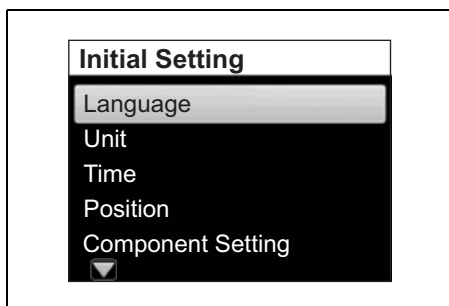 Initial Setting
Language
Unit
Time
Position
Component Setting